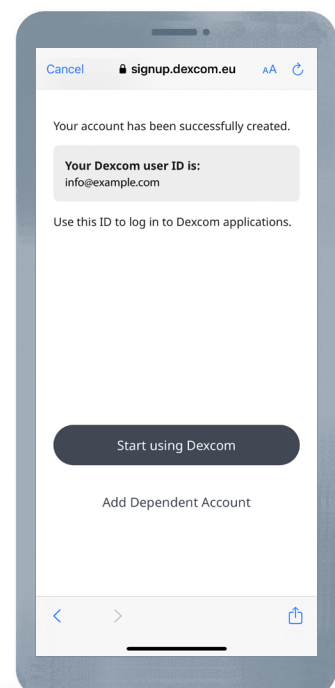 Cancel signup.dexcom.eu AA
Your account has been successfully created.
Your Dexcom user ID is:
info@example.com
Use this ID to log in to Dexcom applications.
Start using Dexcom
Add Dependent Account